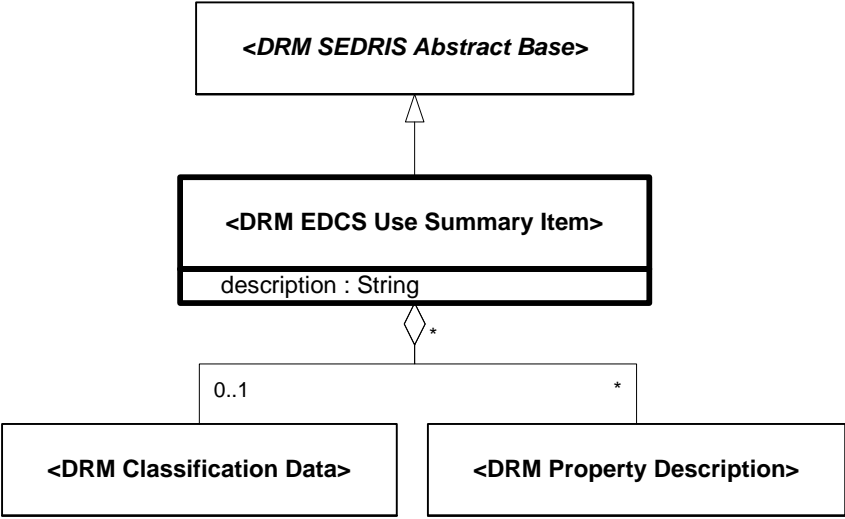 <DRM SEDRIS Abstract Base>
<DRM EDCS Use Summary Item>
description : String
*
0..1
*
<DRM Classification Data>
<DRM Property Description>